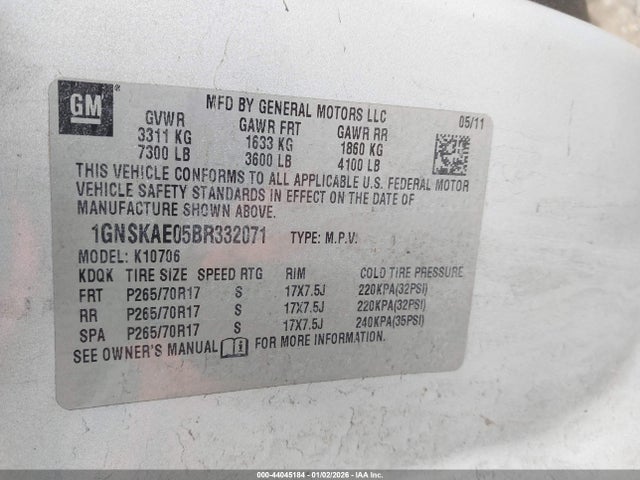 GM
MFD BY GENERAL MOTORS LLC
GVWR GAWR FRT GAWR RR 05/11
3311 KG 1633 KG 1860 KG
7300 LB 3600 LB 4100 LB
THIS VEHICLE CONFORMS TO ALL APPLICABLE U.S. FEDERAL MOTOR
VEHICLE SAFETY STANDARDS IN EFFECT ON THE DATE OF
MANUFACTURE SHOWN ABOVE.
1GNSKAE05BR332071 TYPE: M.P.V.
MODEL: K10706
KDQK TIRE SIZE SPEED RTG RIM COLD TIRE PRESSURE
FRT P265/70R17 S 17X7.5J 220KPA(32PSI)
RR P265/70R17 S 17X7.5J 220KPA(32PSI)
SPA P265/70R17 S 17X7.5J 240KPA(35PSI)
SEE OWNER'S MANUAL FOR MORE INFORMATION.
000-44045184 - 01/02/2026 - IAAI.COM